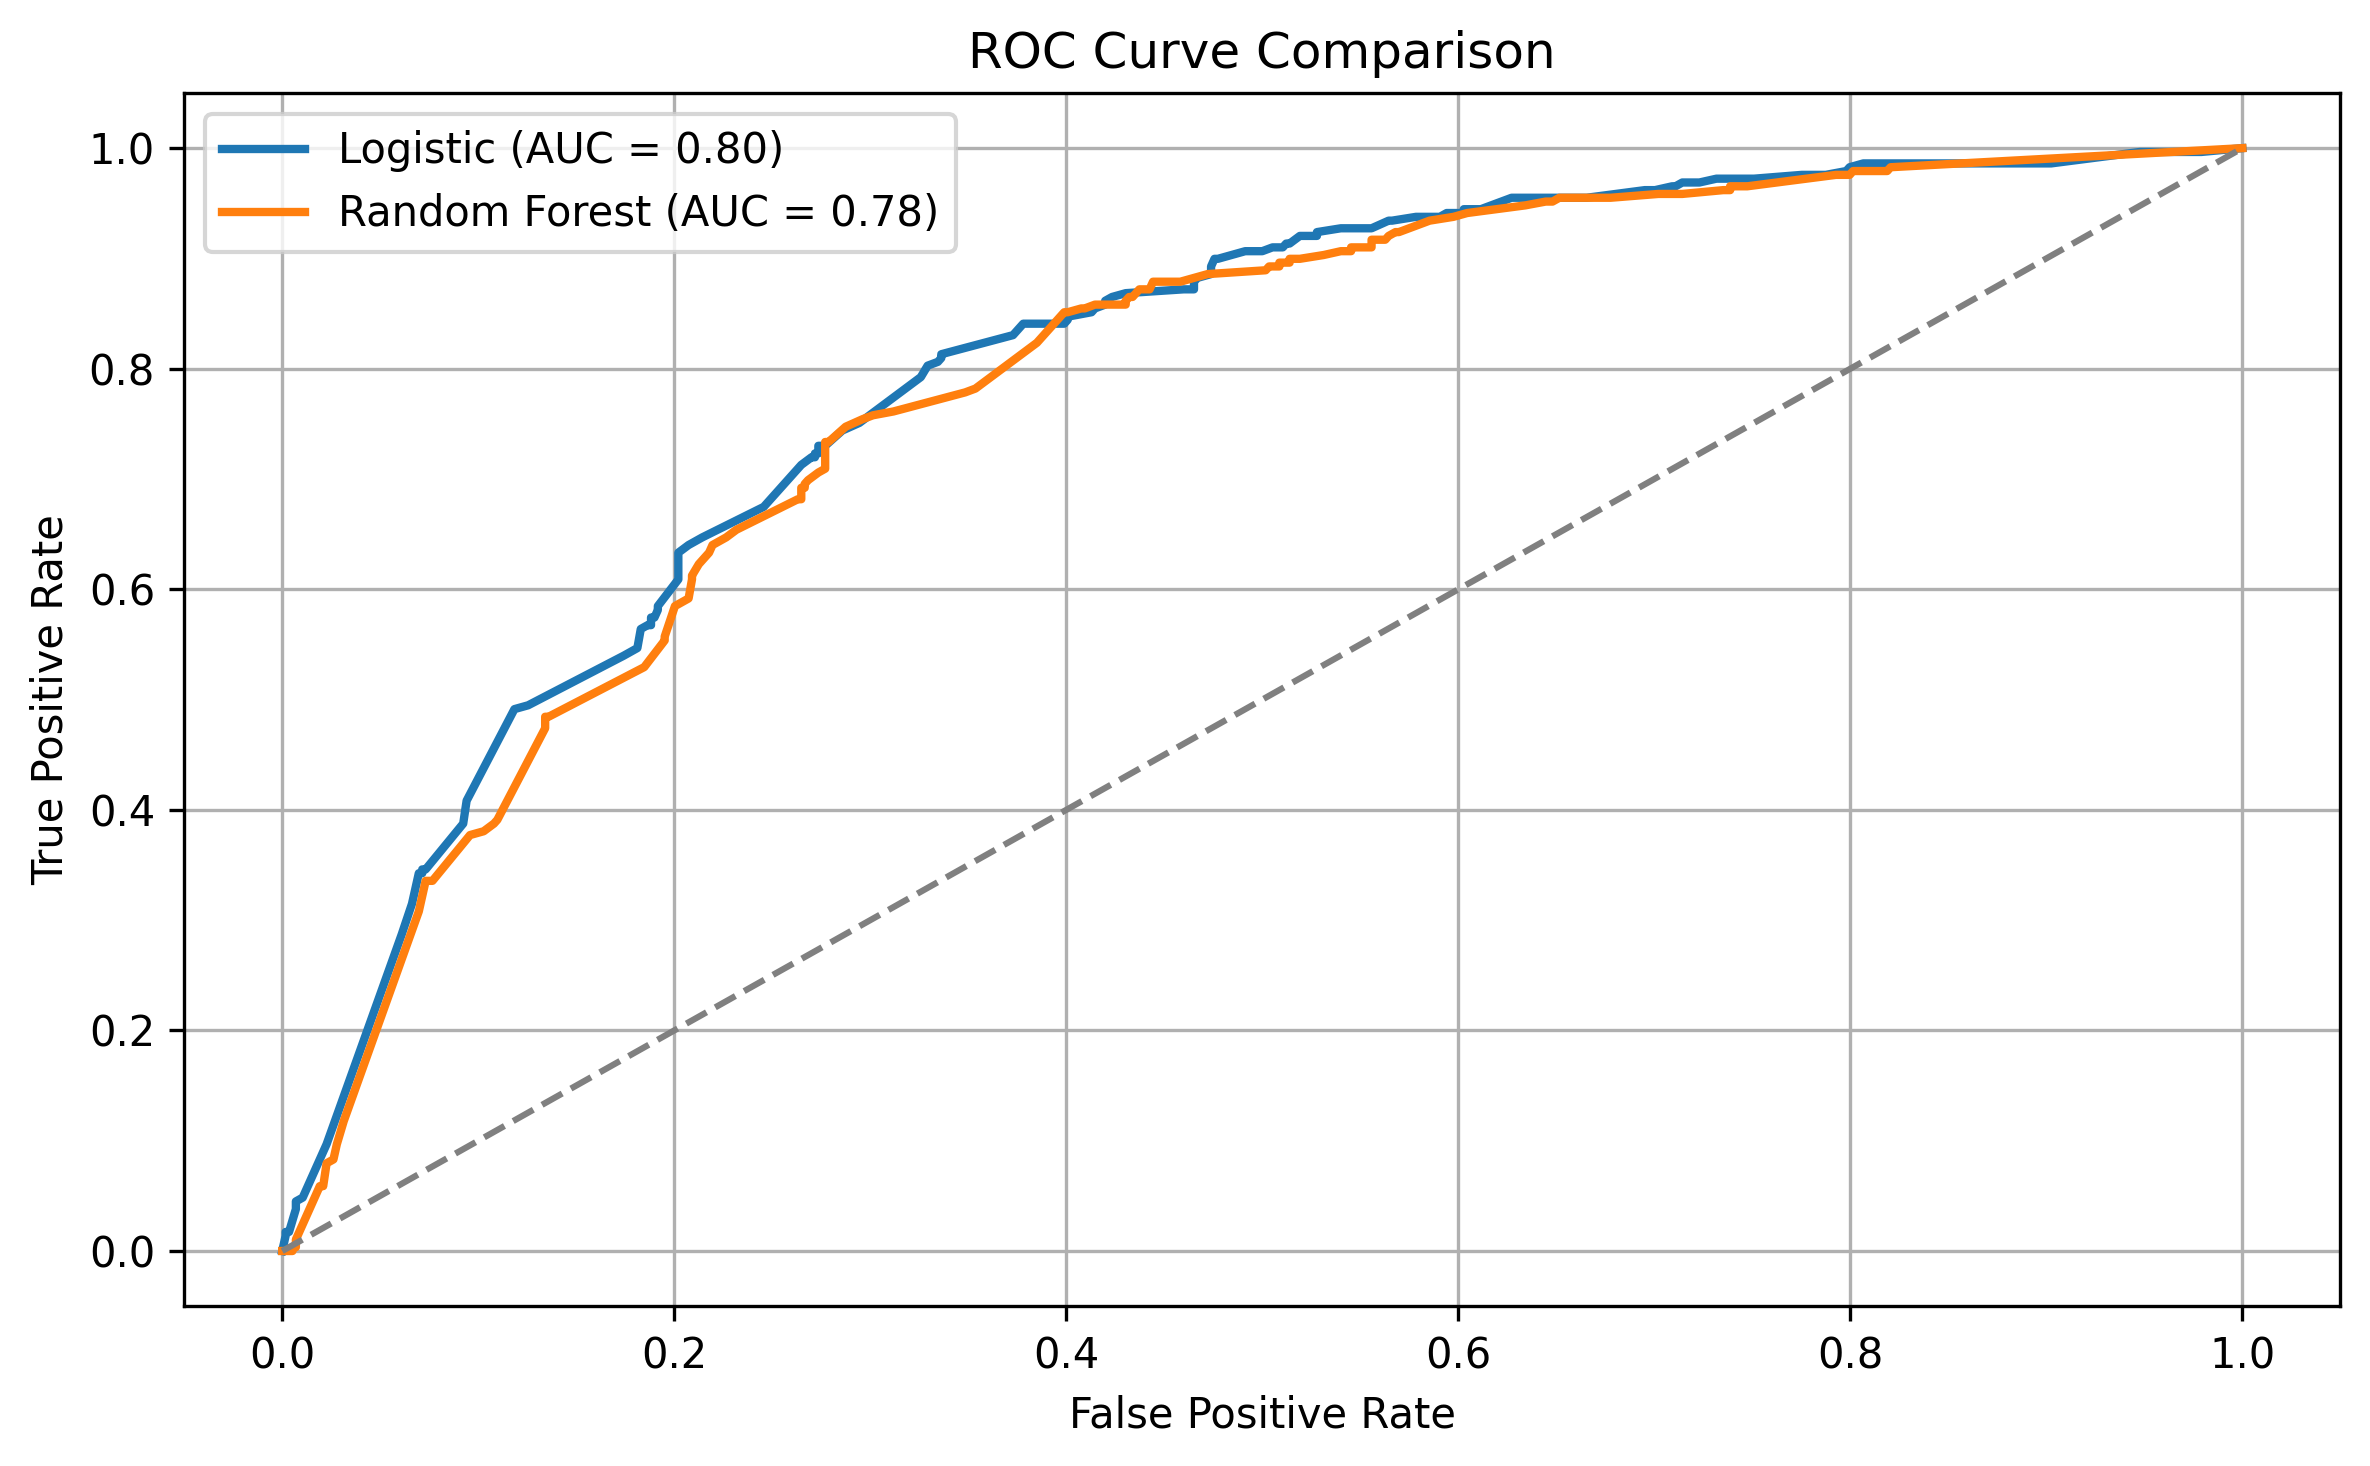 ROC Curve Comparison
Logistic (AUC = 0.80)
Random Forest (AUC = 0.78)
True Positive Rate
1.0
0.8
0.6
0.4
0.2
0.0
0.0 0.2 0.4 0.6 0.8 1.0
False Positive Rate